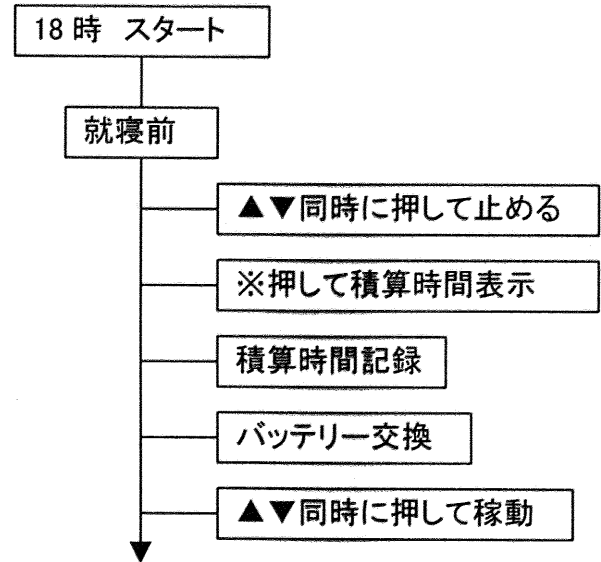 18時 スタート
就寝前
▲▼同時に押して止める
※押して積算時間表示
積算時間記録
バッテリー交換
▲▼同時に押して稼動